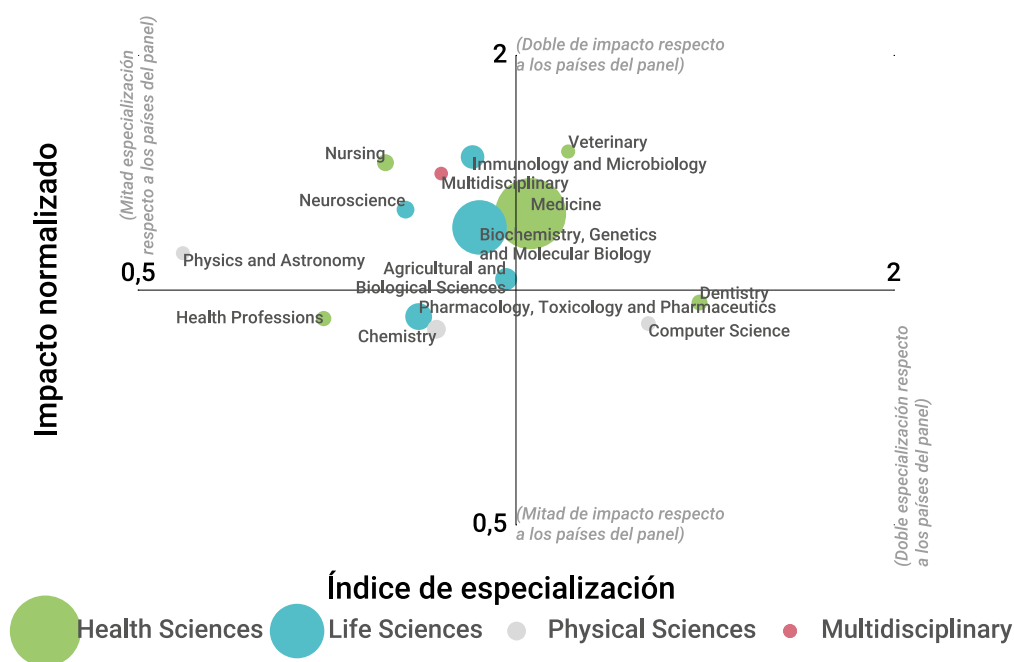 (Mitad especialización
respecto a los países del panel)
2
(Doble de impacto respecto
a los países del panel)
Impacto normalizado
Nursing
Veterinary
Immunology and Microbiology
Multidisciplinary
Neuroscience
Medicine
Biochemistry, Genetics
and Molecular Biology
Physics and Astronomy
Agricultural and
Biological Sciences
0,5
2
Dentistry
Pharmacology, Toxicology and Pharmaceutics
Health Professions
Computer Science
Chemistry
0,5
(Mitad de impacto respecto
a los países del panel)
(Doble especialización respecto
a los países del panel)
Índice de especialización
Health Sciences
Life Sciences
Physical Sciences
Multidisciplinary